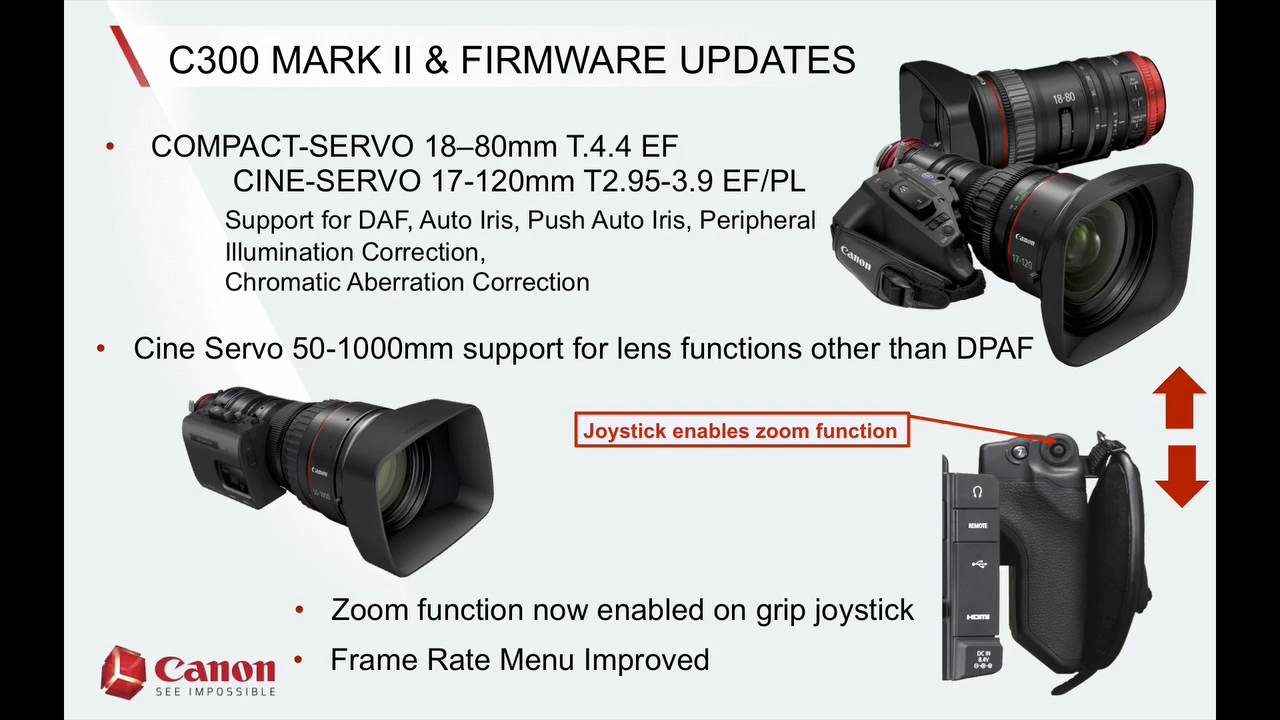 C300 MARK II & FIRMWARE UPDATES
• COMPACT-SERVO 18–80mm T.4.4 EF
CINE-SERVO 17-120mm T2.95-3.9 EF/PL
Support for DAF, Auto Iris, Push Auto Iris, Peripheral
Illumination Correction,
Chromatic Aberration Correction
18-80
Canon
Canon
17-120
• Cine Servo 50-1000mm support for lens functions other than DPAF
Canon
50-1000
Joystick enables zoom function
REMOTE
HDMI
DC IN
8.4V
• Zoom function now enabled on grip joystick
• Frame Rate Menu Improved
Canon
SEE IMPOSSIBLE